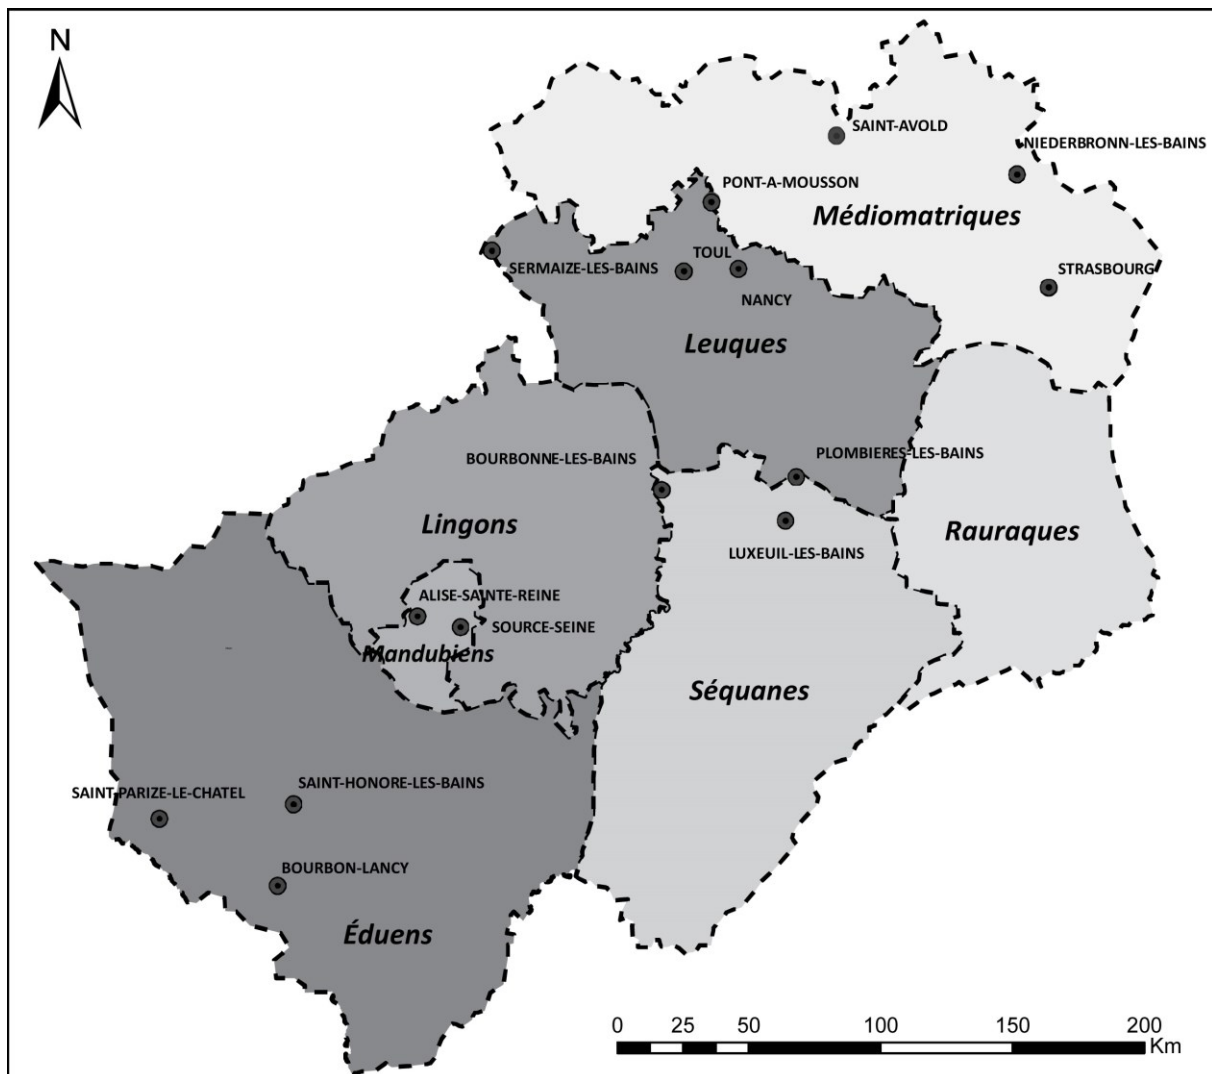 N
SAINT-AVOLD
NIEDERBRONN-LES-BAINS
PONT-A-MOUSSON
Médiomatriques
SERMAIZE-LES-BAINS
TOUL
STRASBOURG
NANCY
Leuques
BOURBONNE-LES-BAINS
PLOMBIERES-LES-BAINS
Lingons
Rauraques
LUXEUIL-LES-BAINS
ALISE-SAINTE-REINE
SOURCE-SEINE
Mandubiens
Séquanes
SAINT-HONORE-LES-BAINS
SAINT-PARIZE-LE-CHATEL
BOURBON-LANCY
Éduens
0 25 50 100 150 200
Km